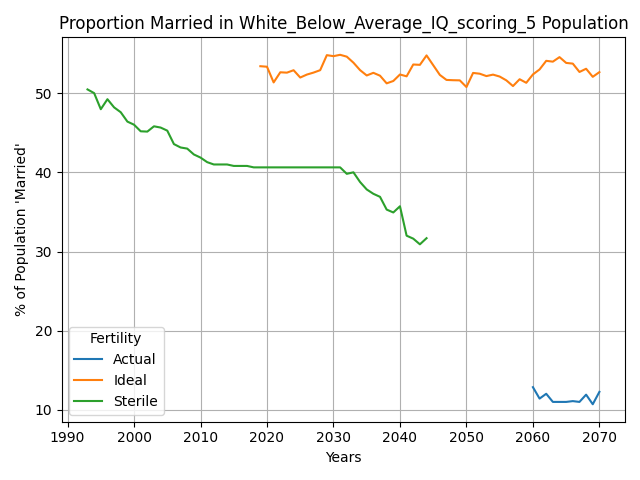 Proportion Married in White_Below_Average_IQ_scoring_5 Population
% of Population 'Married'
50
40
30
20
10
Fertility
Actual
Ideal
Sterile
1990 2000 2010 2020 2030 2040 2050 2060 2070
Years